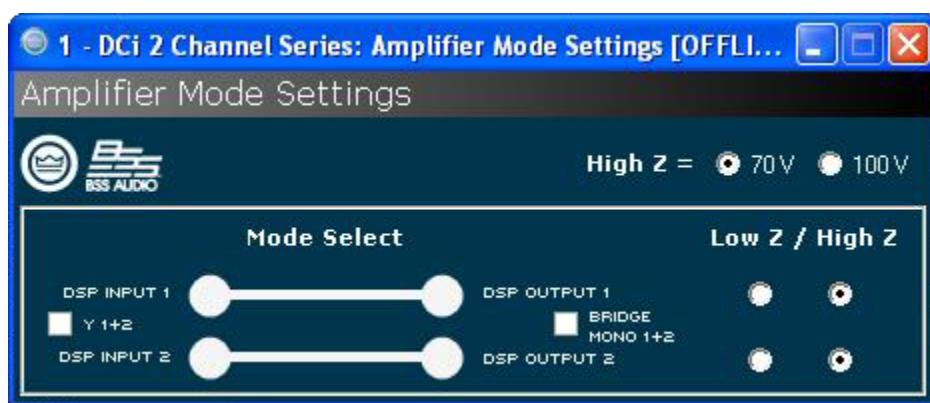 1 - DCi 2 Channel Series: Amplifier Mode Settings [OFFLI...
Amplifier Mode Settings
BSS AUDIO
High Z = 70V 100V
Mode Select
Low Z / High Z
DSP INPUT 1
DSP OUTPUT 1
Y 1+2
BRIDGE
MONO 1+2
DSP INPUT 2
DSP OUTPUT 2